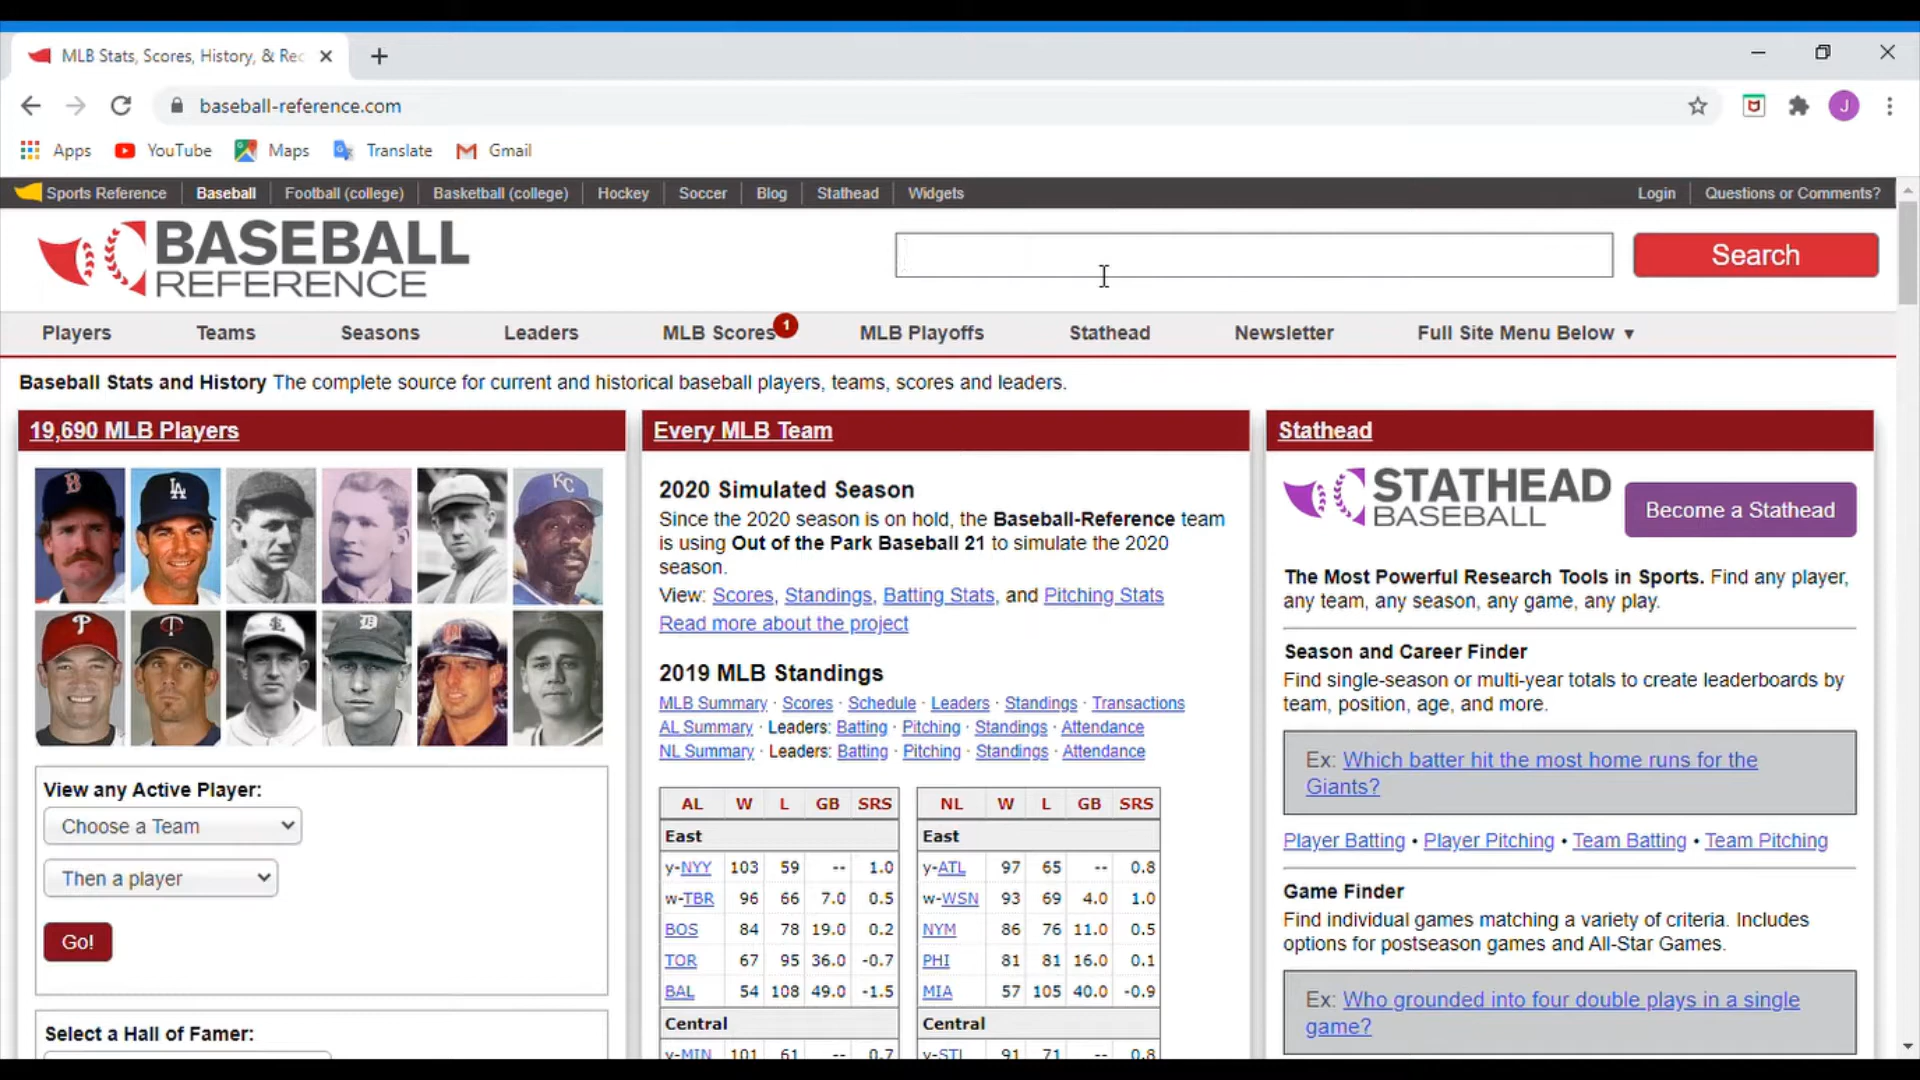 MLB Stats, Scores, History, & Rec
baseball-reference.com
J
Apps YouTube Maps Translate Gmail
Sports Reference Baseball Football (college) Basketball (college) Hockey Soccer Blog Stathead Widgets Login Questions or Comments?
BASEBALL
REFERENCE
Search
Players Teams Seasons Leaders MLB Scores 1 MLB Playoffs Stathead Newsletter Full Site Menu Below ▼
Baseball Stats and History The complete source for current and historical baseball players, teams, scores and leaders.
19,690 MLB Players
View any Active Player:
Choose a Team
Then a player
Go!
Select a Hall of Famer:
Every MLB Team
2020 Simulated Season
Since the 2020 season is on hold, the Baseball-Reference team
is using Out of the Park Baseball 21 to simulate the 2020
season.
View: Scores, Standings, Batting Stats, and Pitching Stats
Read more about the project
2019 MLB Standings
MLB Summary · Scores · Schedule · Leaders · Standings · Transactions
AL Summary · Leaders: Batting · Pitching · Standings · Attendance
NL Summary · Leaders: Batting · Pitching · Standings · Attendance
AL W L GB SRS
East
y-NYY 103 59 -- 1.0
w-TBR 96 66 7.0 0.5
BOS 84 78 19.0 0.2
TOR 67 95 36.0 -0.7
BAL 54 108 49.0 -1.5
Central
y-MIN 101 61 -- 0.7
NL W L GB SRS
East
y-ATL 97 65 -- 0.8
w-WSN 93 69 4.0 1.0
NYM 86 76 11.0 0.5
PHI 81 81 16.0 0.1
MIA 57 105 40.0 -0.9
Central
y-STL 91 71 -- 0.8
Stathead
STATHEAD
BASEBALL
Become a Stathead
The Most Powerful Research Tools in Sports. Find any player,
any team, any season, any game, any play.
Season and Career Finder
Find single-season or multi-year totals to create leaderboards by
team, position, age, and more.
Ex: Which batter hit the most home runs for the
Giants?
Player Batting • Player Pitching • Team Batting • Team Pitching
Game Finder
Find individual games matching a variety of criteria. Includes
options for postseason games and All-Star Games.
Ex: Who grounded into four double plays in a single
game?